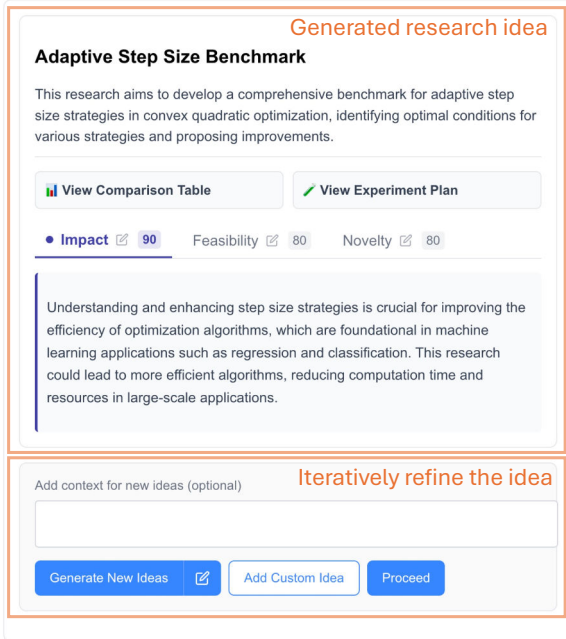 Generated research idea
Adaptive Step Size Benchmark
This research aims to develop a comprehensive benchmark for adaptive step
size strategies in convex quadratic optimization, identifying optimal conditions for
various strategies and proposing improvements.
View Comparison Table
View Experiment Plan
Impact 90 Feasibility 80 Novelty 80
Understanding and enhancing step size strategies is crucial for improving the
efficiency of optimization algorithms, which are foundational in machine
learning applications such as regression and classification. This research
could lead to more efficient algorithms, reducing computation time and
resources in large-scale applications.
Iteratively refine the idea
Add context for new ideas (optional)
Generate New Ideas
Add Custom Idea
Proceed